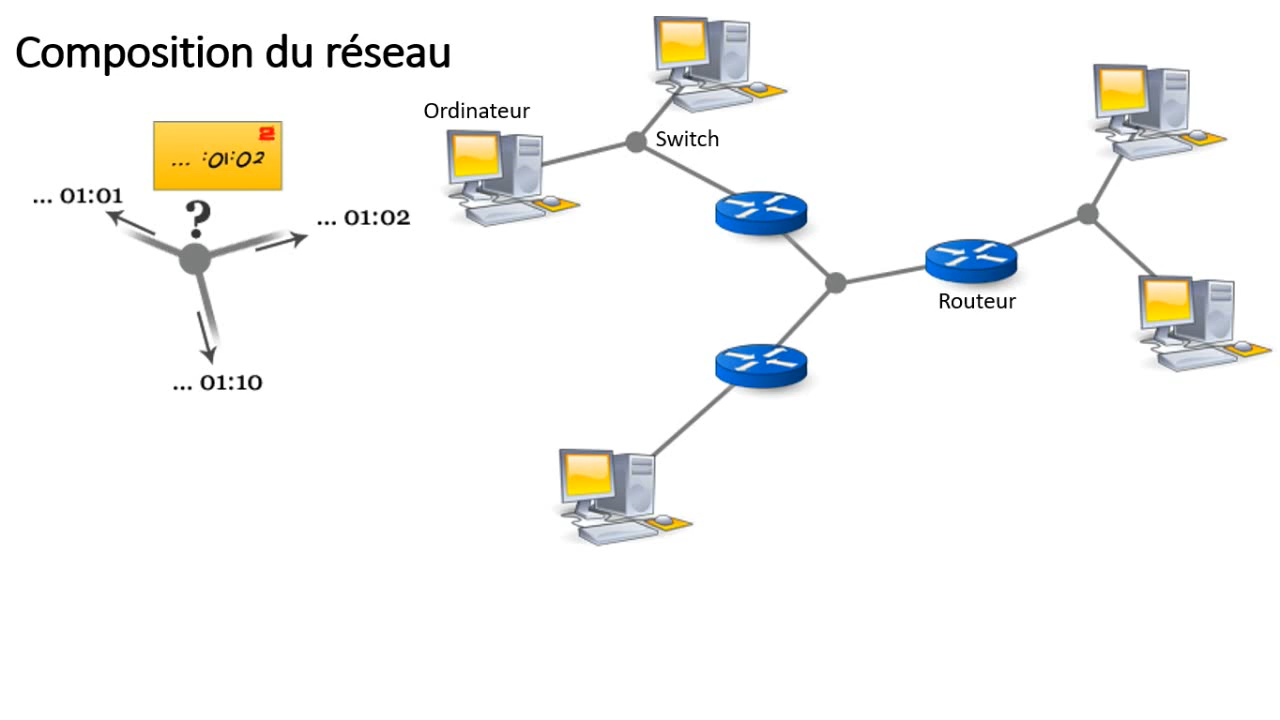 Composition du réseau
Ordinateur
Switch
2
... :01:02
... 01:01
... 01:02
?
... 01:10
Routeur